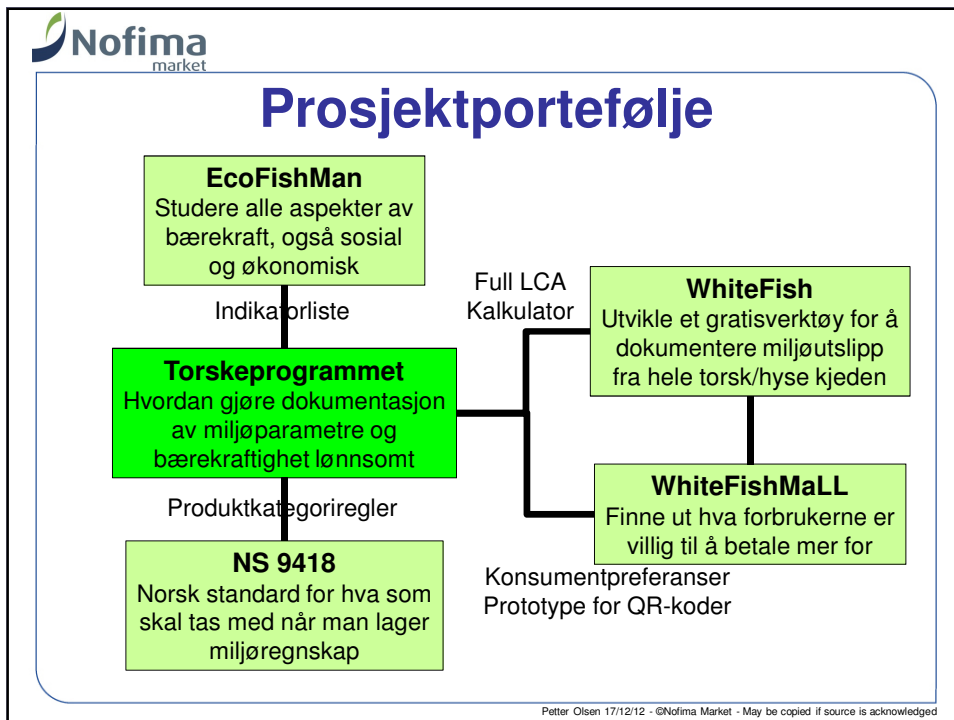 Nofima
market
Prosjektportefølje
EcoFishMan
Studere alle aspekter av
bærekraft, også sosial
og økonomisk
Indikatorliste
Torskeprogrammet
Hvordan gjøre dokumentasjon
av miljøparametre og
bærekraftighet lønnsomt
Produktkategoriregler
NS 9418
Norsk standard for hva som
skal tas med når man lager
miljøregnskap
Full LCA
Kalkulator
WhiteFish
Utvikle et gratisverktøy for å
dokumentere miljøutslipp
fra hele torsk/hyse kjeden
WhiteFishMaLL
Finne ut hva forbrukerne er
villig til å betale mer for
Konsumentpreferanser
Prototype for QR-koder
Petter Olsen 17/12/12 - ©Nofima Market - May be copied if source is acknowledged